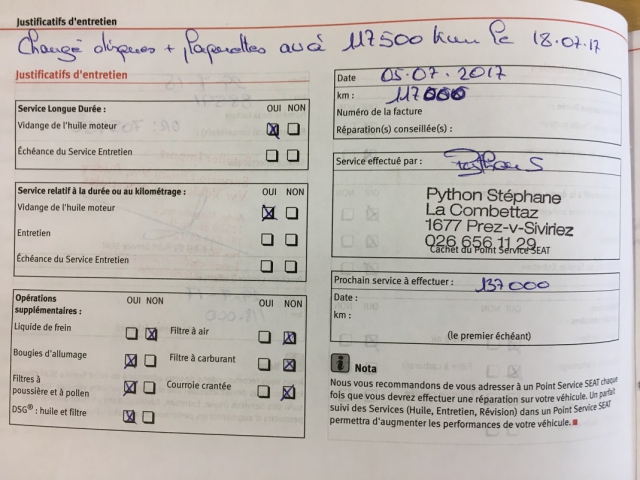 Justificatifs d'entretien
Changé disques + plaquettes avà 117500 km le 18.07.17
Justificatifs d'entretien
Service Longue Durée : OUI NON
Vidange de l'huile moteur
Échéance du Service Entretien
Service relatif à la durée ou au kilométrage : OUI NON
Vidange de l'huile moteur
Entretien
Échéance du Service Entretien
Opérations supplémentaires : OUI NON OUI NON
Liquide de frein Filtre à air
Bougies d'allumage Filtre à carburant
Filtres à
poussière et à pollen Courroie crantée
DSG® : huile et filtre
Date 05.07.2017
km : 117000
Numéro de la facture
Réparation(s) conseillée(s) :
Service effectué par :
Python Stéphane
La Combettaz
1677 Prez-v-Siviriez
026 656 11 29
Cachet du Point Service SEAT
Prochain service à effectuer : 137000
Date :
km :
(le premier échéant)
i Nota
Nous vous recommandons de vous adresser à un Point Service SEAT chaque
fois que vous devrez effectuer une réparation sur votre véhicule. Un parfait
suivi des Services (Huile, Entretien, Révision) dans un Point Service SEAT
permettra d'augmenter les performances de votre véhicule.